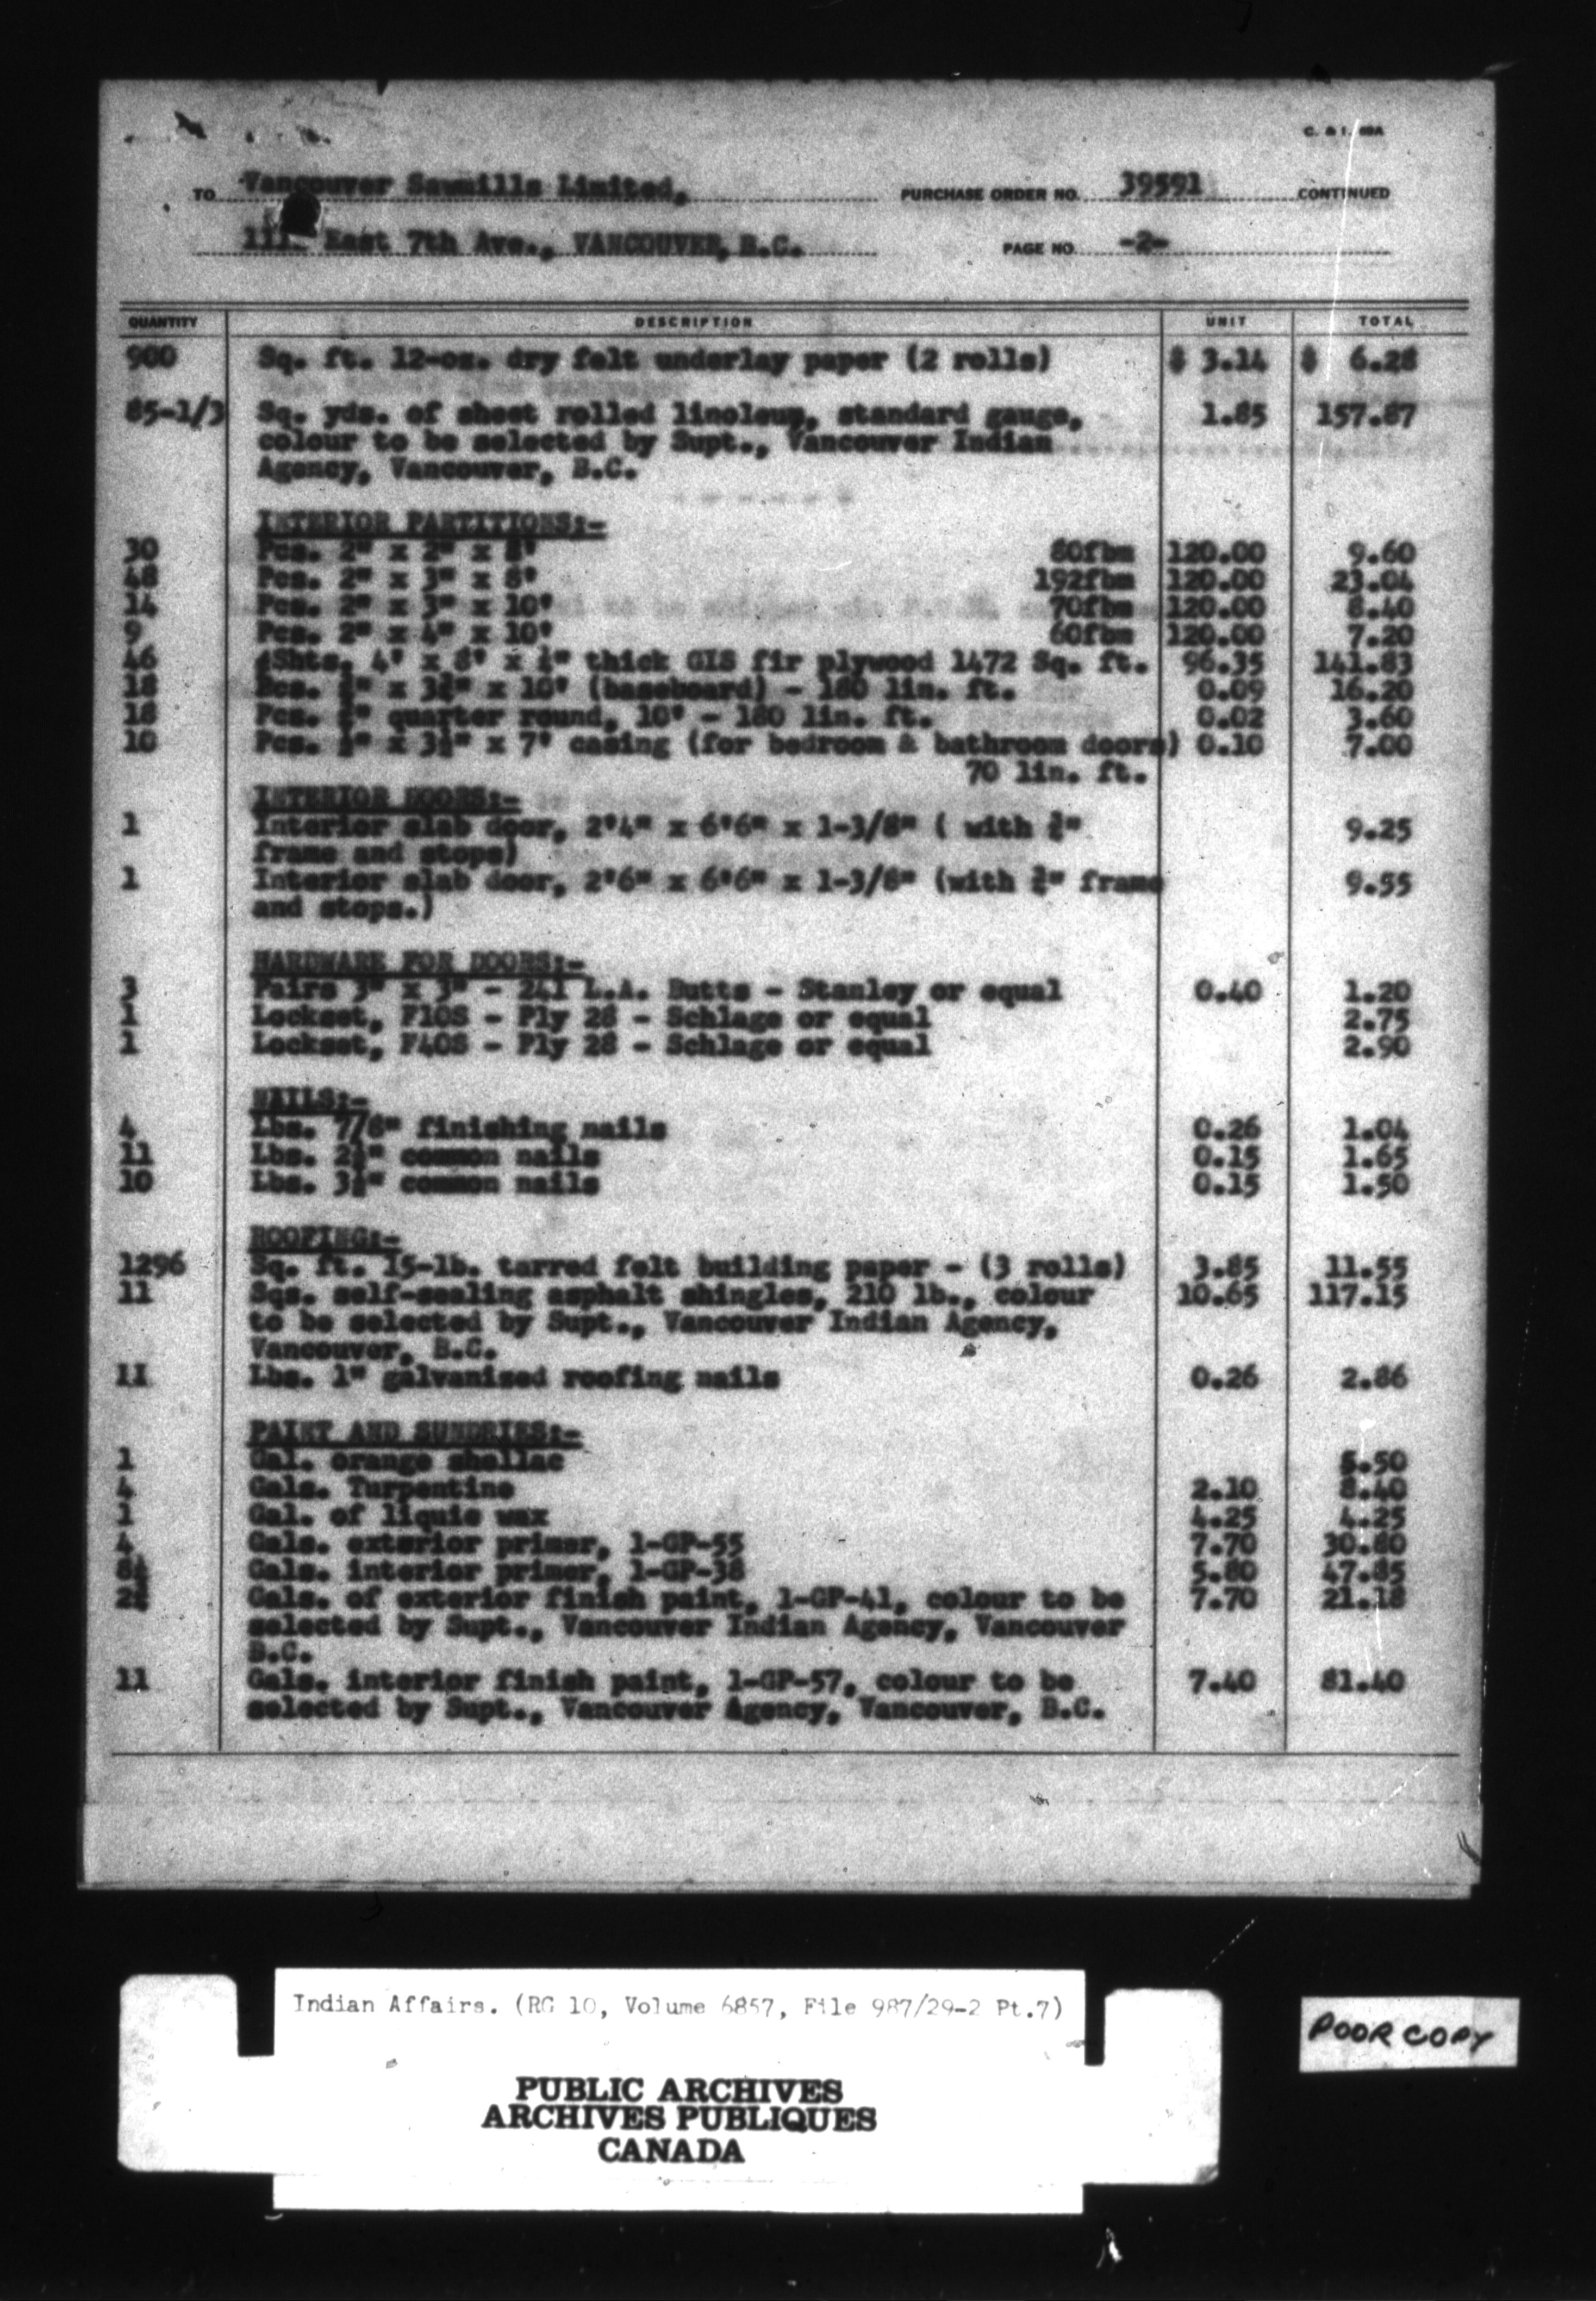 C. & I. 69A
TO Vancouver Sawmills Limited, PURCHASE ORDER NO. 39591 CONTINUED
East 7th Ave., VANCOUVER, B.C. PAGE NO. -2-
QUANTITY DESCRIPTION UNIT TOTAL
900 Sq. ft. 12-oz. dry felt underlay paper (2 rolls) $ 3.14 $ 6.28
85-1/3 Sq. yds. of sheet rolled linoleum, standard gauge, 1.85 157.87
colour to be selected by Supt., Vancouver Indian
Agency, Vancouver, B.C.
INTERIOR PARTITIONS:-
30 Pcs. 2" x 2" x 8' 80fbm 120.00 9.60
48 Pcs. 2" x 3" x 8' 192fbm 120.00 23.04
14 Pcs. 2" x 3" x 10' 70fbm 120.00 8.40
9 Pcs. 2" x 4" x 10' 60fbm 120.00 7.20
46 Shts. 4' x 8' x ¼" thick G1S fir plywood 1472 Sq. ft. 96.35 141.83
18 Pcs. x x 10' (baseboard) - 180 lin. ft. 0.09 16.20
18 Pcs. quarter round, 10' - 180 lin. ft. 0.02 3.60
10 Pcs. x x 7' casing (for bedroom & bathroom doors) 0.10 7.00
70 lin. ft.
INTERIOR DOORS:-
1 Interior slab door, 2'4" x 6'6" x 1-3/8" ( with ¾" 9.25
frame and stops)
1 Interior slab door, 2'6" x 6'6" x 1-3/8" (with ¾" frame 9.55
and stops.)
HARDWARE FOR DOORS:-
3 Pairs 3" x 3" - 241 L.A. Butts - Stanley or equal 0.40 1.20
1 Lockset, F10S - Ply 28 - Schlage or equal 2.75
1 Lockset, F40S - Ply 28 - Schlage or equal 2.90
NAILS:-
4 Lbs. 7/8" finishing nails 0.26 1.04
11 Lbs. 2½" common nails 0.15 1.65
10 Lbs. 3½" common nails 0.15 1.50
ROOFING:-
1296 Sq. ft. 15-lb. tarred felt building paper - (3 rolls) 3.85 11.55
11 Sqs. self-sealing asphalt shingles, 210 lb., colour 10.65 117.15
to be selected by Supt., Vancouver Indian Agency,
Vancouver, B.C.
11 Lbs. 1" galvanized roofing nails 0.26 2.86
PAINT AND SUNDRIES:-
1 Gal. orange shellac
4 Gals. Turpentine 2.10 8.40
1 Gal. of liquie wax 4.25 4.25
4 Gals. exterior primer, 1-GP-55 7.70 30.80
8¼ Gals. interior primer, 1-GP-38 5.80 47.85
2¾ Gals. of exterior finish paint, 1-GP-41, colour to be 7.70 21.18
selected by Supt., Vancouver Indian Agency, Vancouver
B.C.
11 Gals. interior finish paint, 1-GP-57, colour to be 7.40 81.40
selected by Supt., Vancouver Agency, Vancouver, B.C.
Indian Affairs. (RG 10, Volume 6857, File 987/29-2 Pt.7)
POOR COPY
PUBLIC ARCHIVES
ARCHIVES PUBLIQUES
CANADA